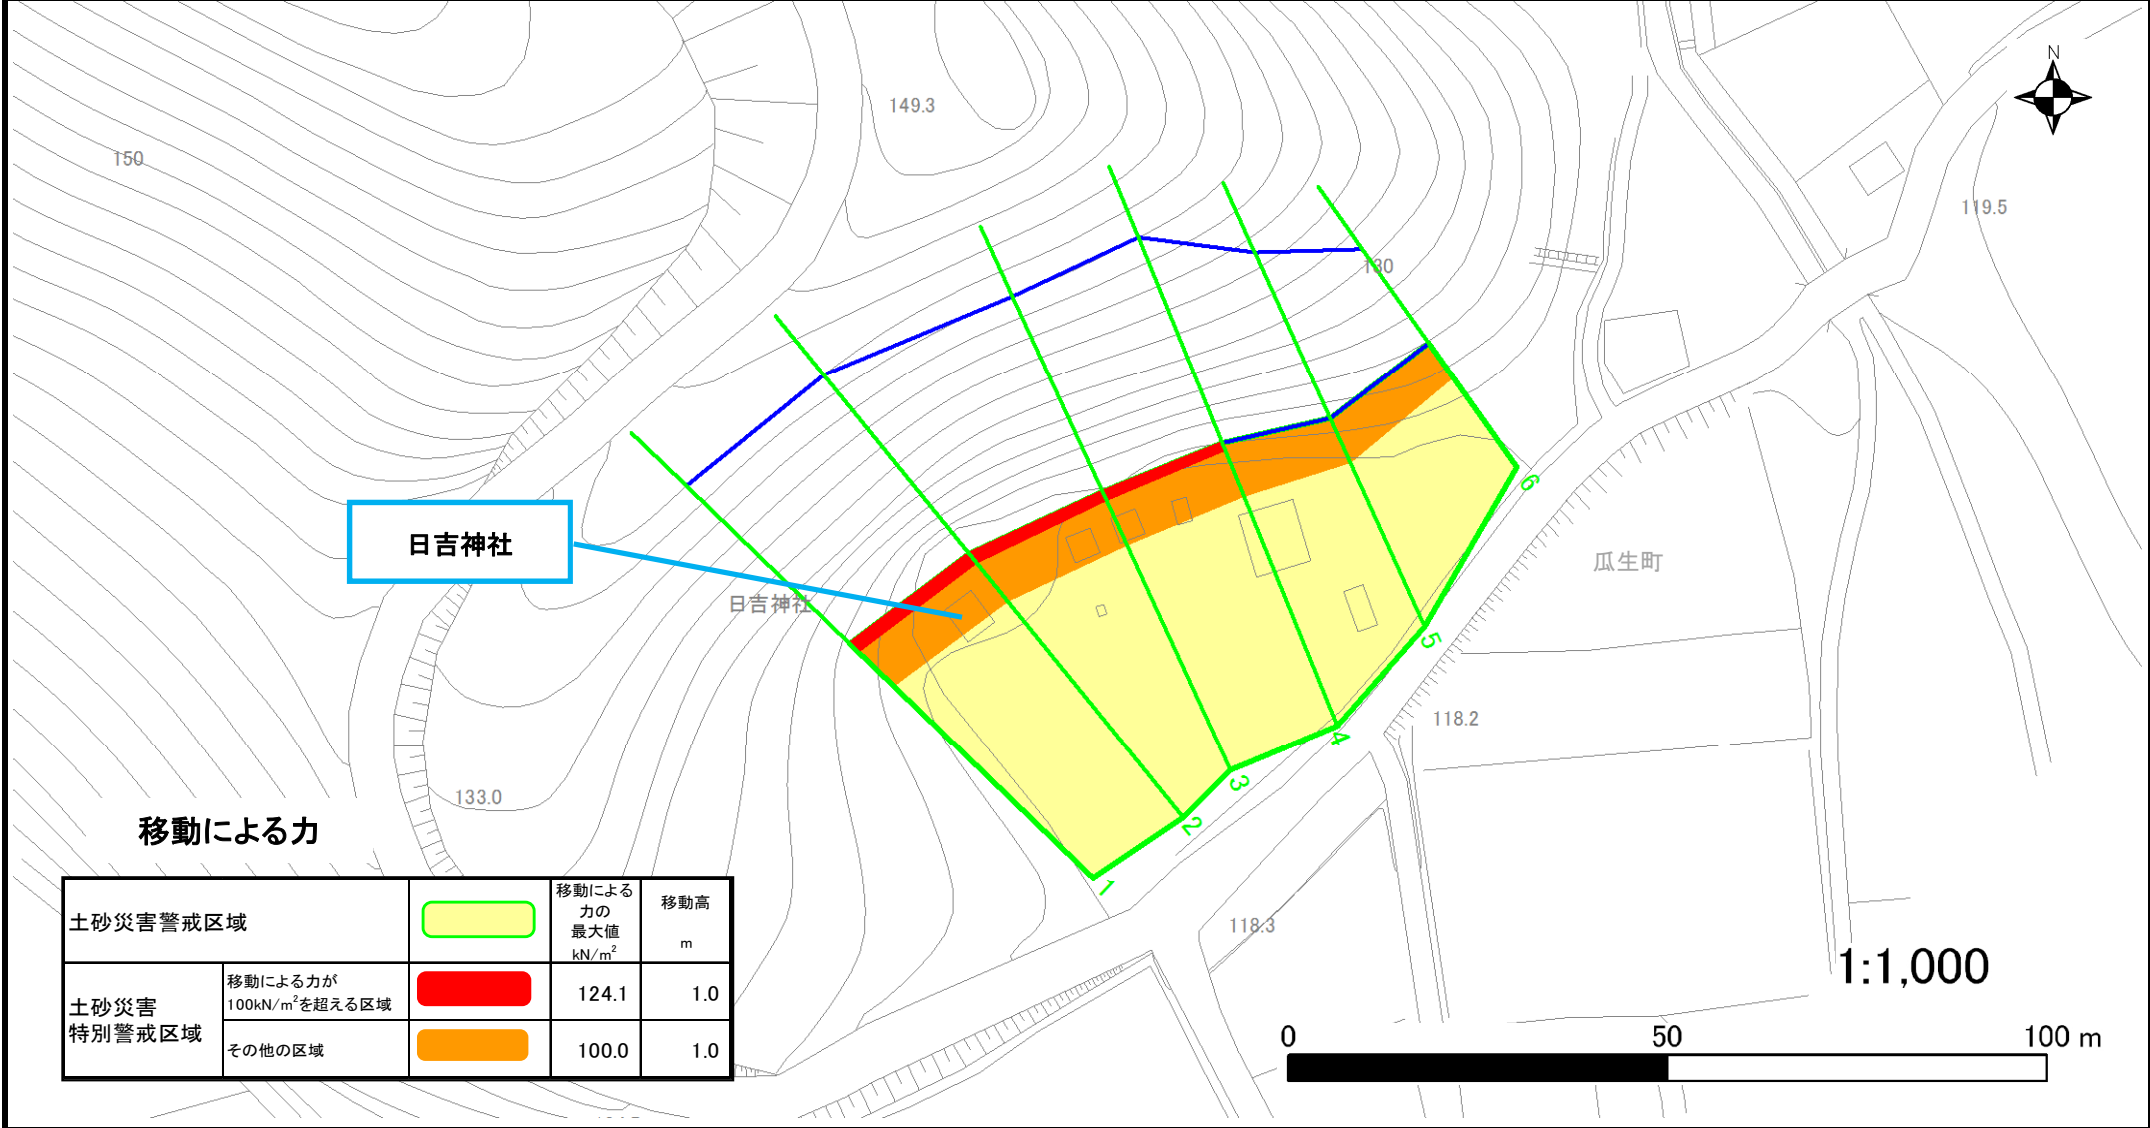 N
149.3
150
119.5
130
日吉神社
日吉神社
瓜生町
6
5
118.2
4
3
133.0
2
1
118.3
移動による力
土砂災害警戒区域
移動による
力の
最大値
kN/m²
移動高
m
土砂災害
特別警戒区域
移動による力が
100kN/m²を超える区域
124.1
1.0
その他の区域
100.0
1.0
1:1,000
0
50
100 m